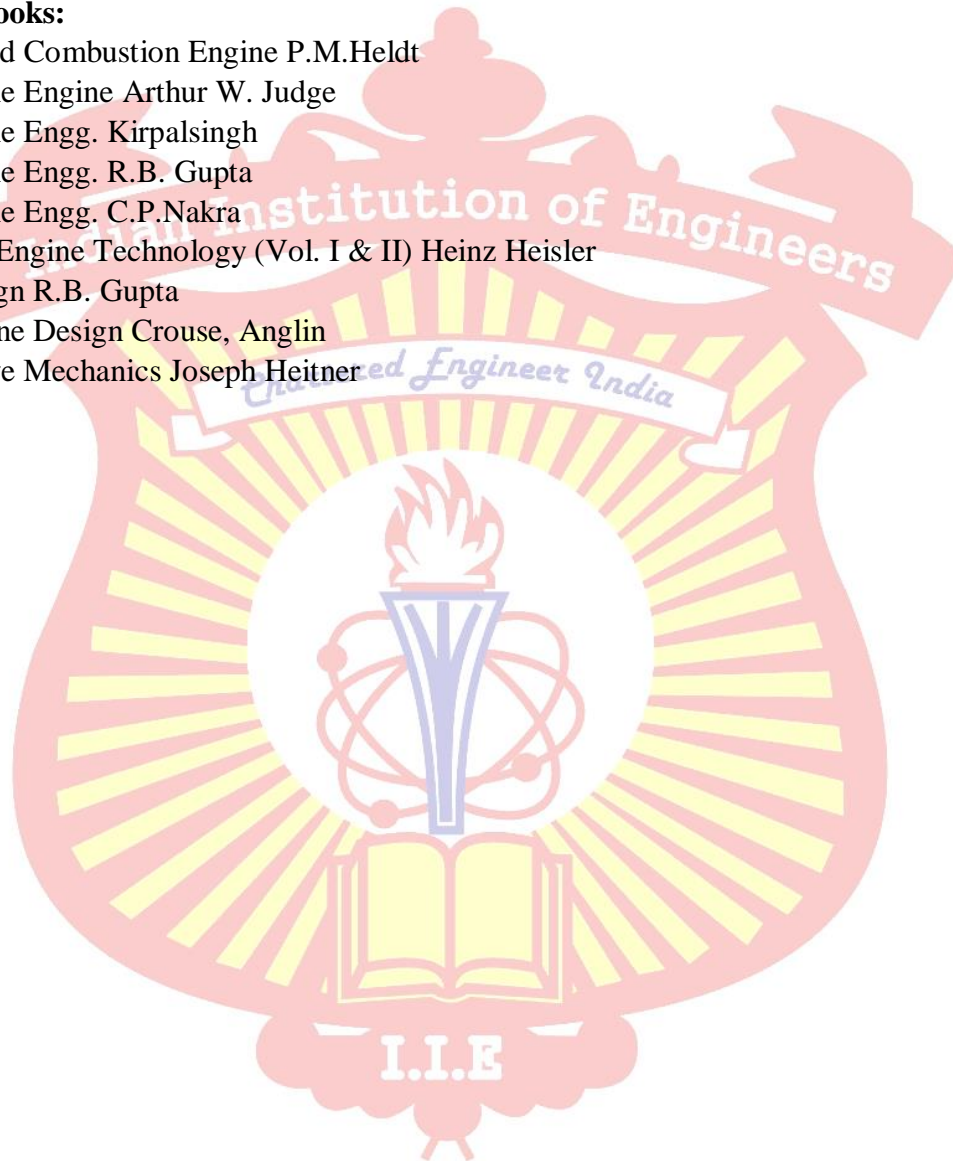 ooks:
d Combustion Engine P.M.Heldt
e Engine Arthur W. Judge
e Engg. Kirpalsingh
e Engg. R.B. Gupta
e Engg. C.P.Nakra
Indian Institution of Engineers
Engine Technology (Vol. I & II) Heinz Heisler
gn R.B. Gupta
ne Design Crouse, Anglin
Chartered Engineer India
e Mechanics Joseph Heitner
I.I.E